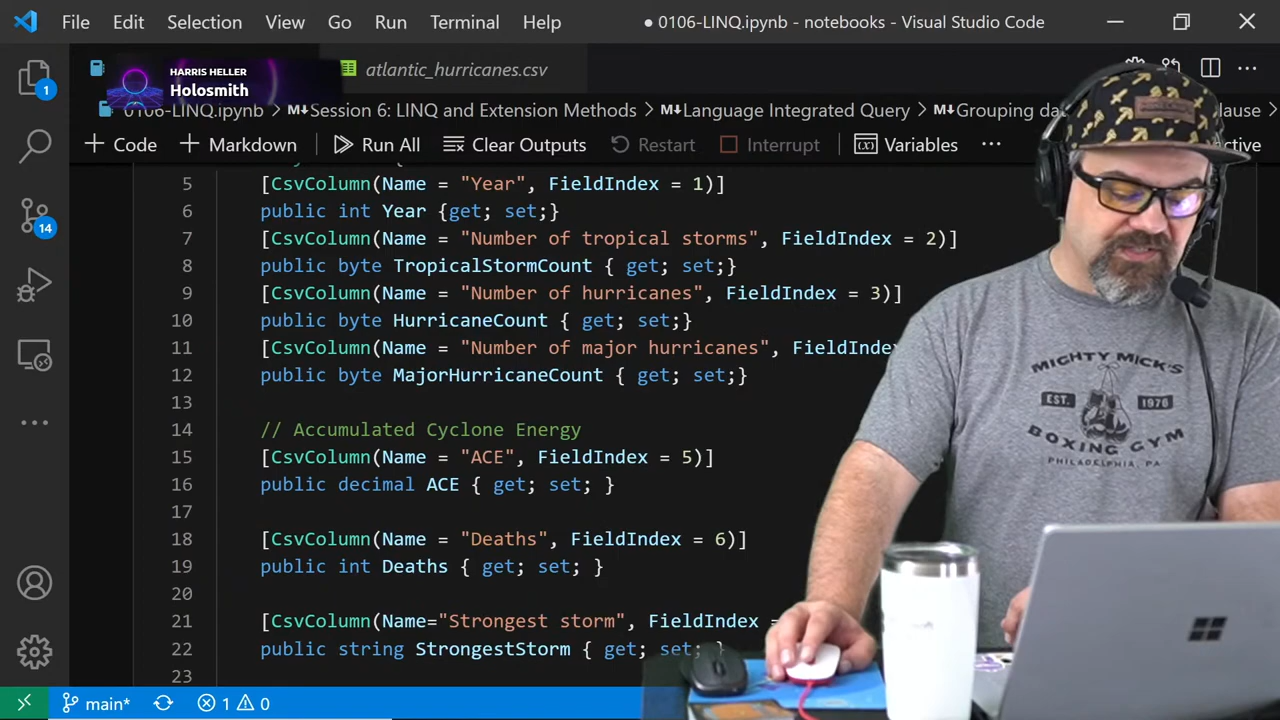 File Edit Selection View Go Run Terminal Help
● 0106-LINQ.ipynb - notebooks - Visual Studio Code
HARRIS HELLER
Holosmith
atlantic_hurricanes.csv
0106-LINQ.ipynb > Session 6: LINQ and Extension Methods > Language Integrated Query > Grouping
+ Code + Markdown Run All Clear Outputs Restart Interrupt Variables ...
5 [CsvColumn(Name = "Year", FieldIndex = 1)]
6 public int Year {get; set;}
7 [CsvColumn(Name = "Number of tropical storms", FieldIndex = 2)]
8 public byte TropicalStormCount { get; set;}
9 [CsvColumn(Name = "Number of hurricanes", FieldIndex = 3)]
10 public byte HurricaneCount { get; set;}
11 [CsvColumn(Name = "Number of major hurricanes",
12 public byte MajorHurricaneCount { get; set;}
13
14 // Accumulated Cyclone Energy
15 [CsvColumn(Name = "ACE", FieldIndex = 5)]
16 public decimal ACE { get; set; }
17
18 [CsvColumn(Name = "Deaths", FieldIndex = 6)]
19 public int Deaths { get; set; }
20
21 [CsvColumn(Name="Strongest storm", FieldIndex =
22 public string StrongestStorm { get; set; }
23
MIGHTY MICK'S
EST. 1976
BOXING GYM
PHILADELPHIA, PA
1
14
main* 1 0